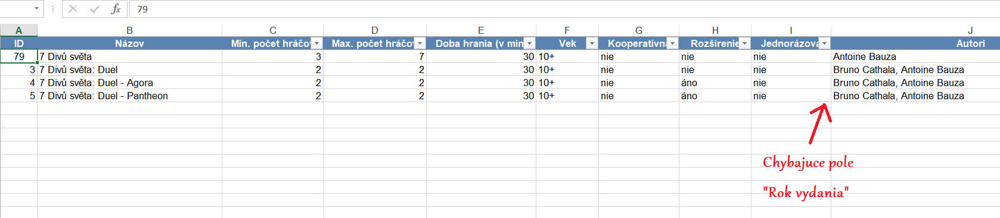 fx 79
A B C D E F G H I J
ID Názov Min. počet hráčov Max. počet hráčov Doba hrania (v min Vek Kooperatívn Rozšírenie Jednorázova Autori
79 7 Divů světa 3 7 30 10+ nie nie nie Antoine Bauza
3 7 Divů světa: Duel 2 2 30 10+ nie nie nie Bruno Cathala, Antoine Bauza
4 7 Divů světa: Duel - Agora 2 2 30 10+ nie áno nie Bruno Cathala, Antoine Bauza
5 7 Divů světa: Duel - Pantheon 2 2 30 10+ nie áno nie Bruno Cathala, Antoine Bauza
Chybajuce pole
"Rok vydania"